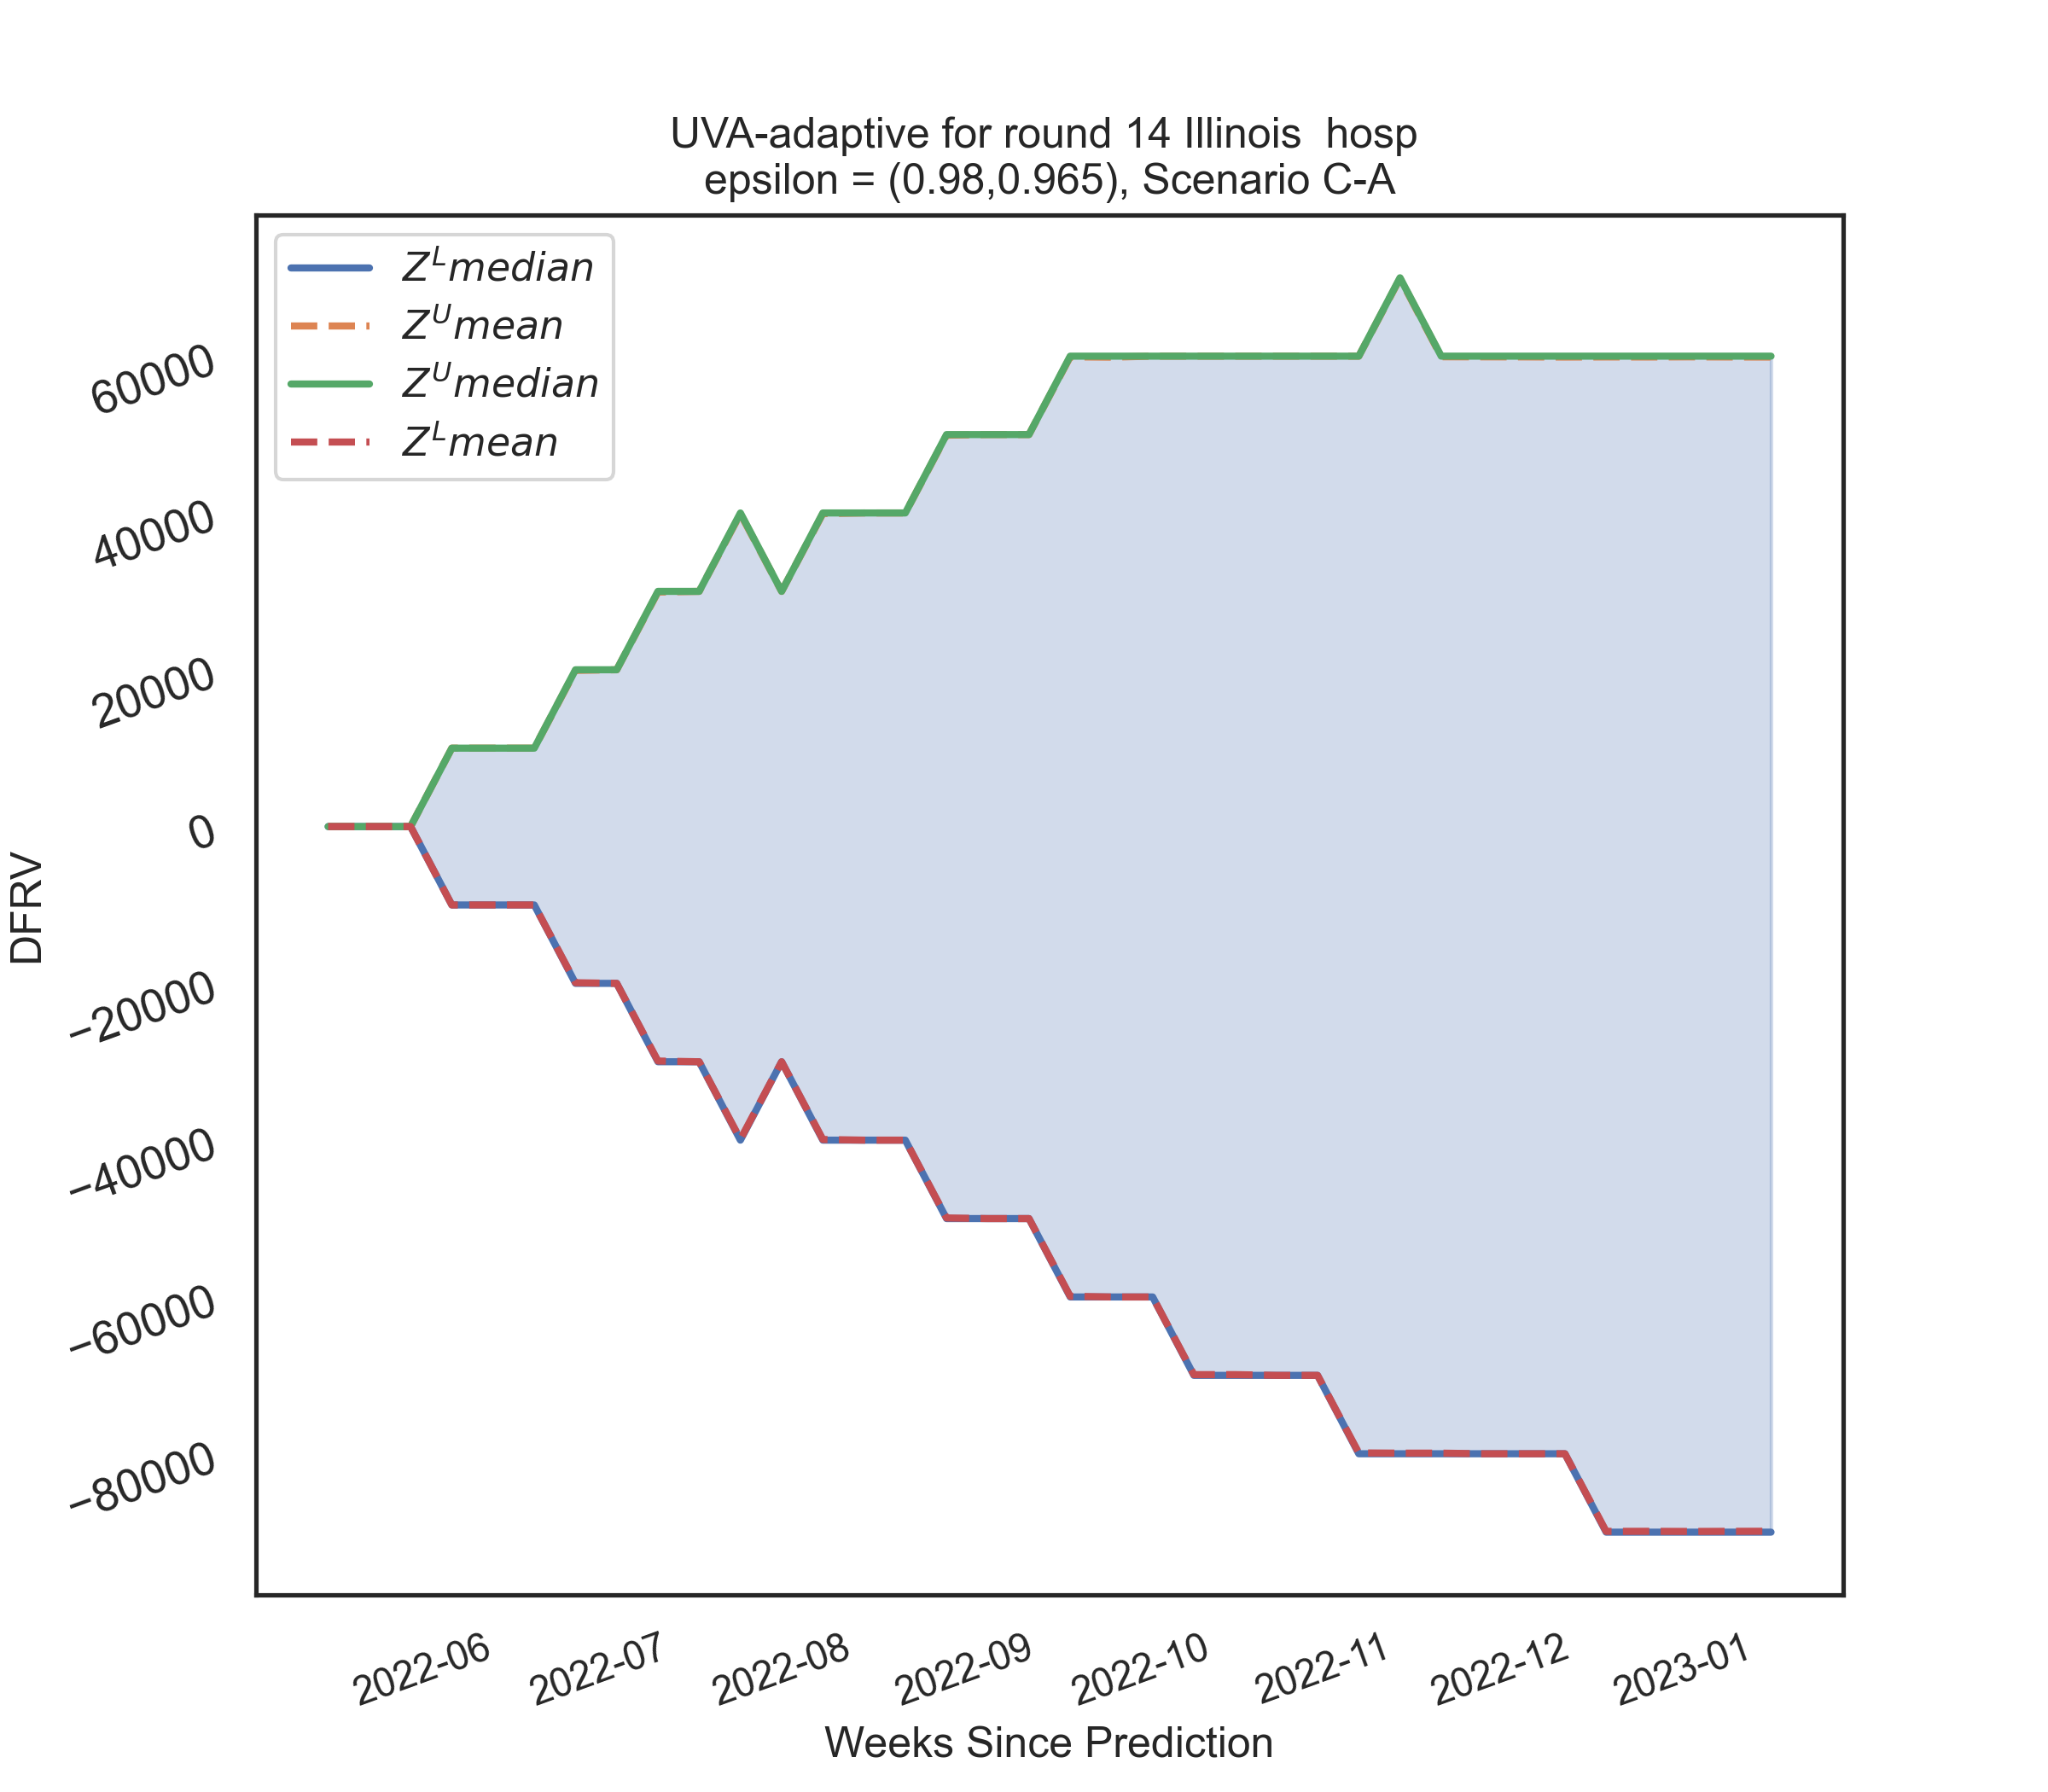 UVA-adaptive for round 14 Illinois  hosp
epsilon = (0.98,0.965), Scenario C-A
Z^L median
Z^U mean
Z^U median
Z^L mean
60000
40000
20000
0
−20000
−40000
−60000
−80000
DFRV
2022-06
2022-07
2022-08
2022-09
2022-10
2022-11
2022-12
2023-01
Weeks Since Prediction